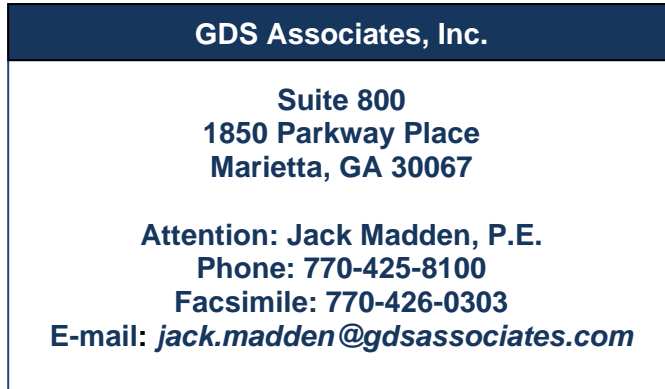 GDS Associates, Inc.
Suite 800
1850 Parkway Place
Marietta, GA 30067
Attention: Jack Madden, P.E.
Phone: 770-425-8100
Facsimile: 770-426-0303
E-mail: jack.madden@gdsassociates.com